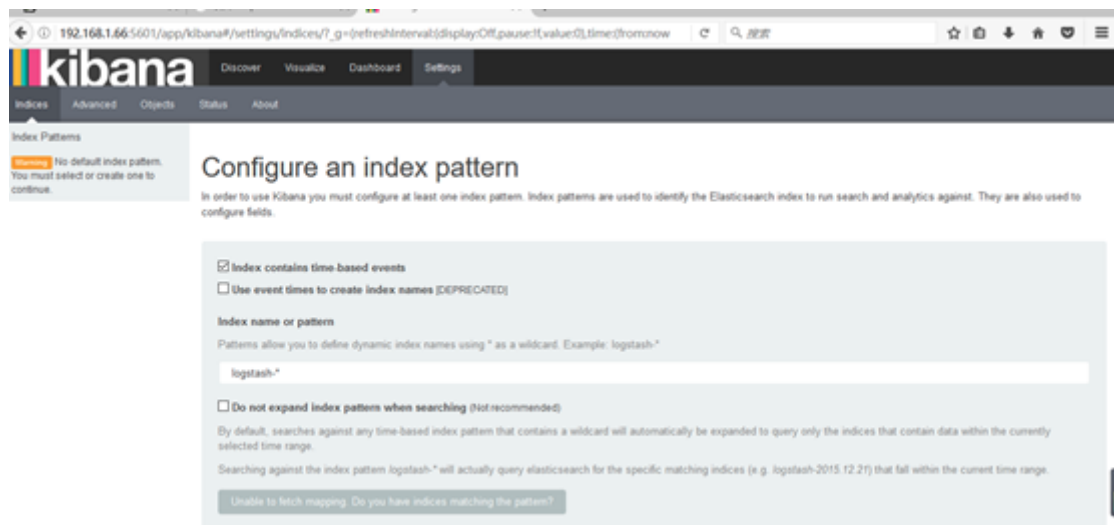 192.168.1.66:5601/app/kibana#/settings/indices/?_g=(refreshInterval:(display:Off,pause:!f,value:0),time:(from:now
搜索
kibana
Discover Visualize Dashboard Settings
Indices Advanced Objects Status About
Index Patterns
Warning No default index pattern.
You must select or create one to
continue.
Configure an index pattern
In order to use Kibana you must configure at least one index pattern. Index patterns are used to identify the Elasticsearch index to run search and analytics against. They are also used to
configure fields.
Index contains time-based events
Use event times to create index names [DEPRECATED]
Index name or pattern
Patterns allow you to define dynamic index names using * as a wildcard. Example: logstash-*
logstash-*
Do not expand index pattern when searching (Not recommended)
By default, searches against any time-based index pattern that contains a wildcard will automatically be expanded to query only the indices that contain data within the currently
selected time range.
Searching against the index pattern logstash-* will actually query elasticsearch for the specific matching indices (e.g. logstash-2015.12.21) that fall within the current time range.
Unable to fetch mapping. Do you have indices matching the pattern?